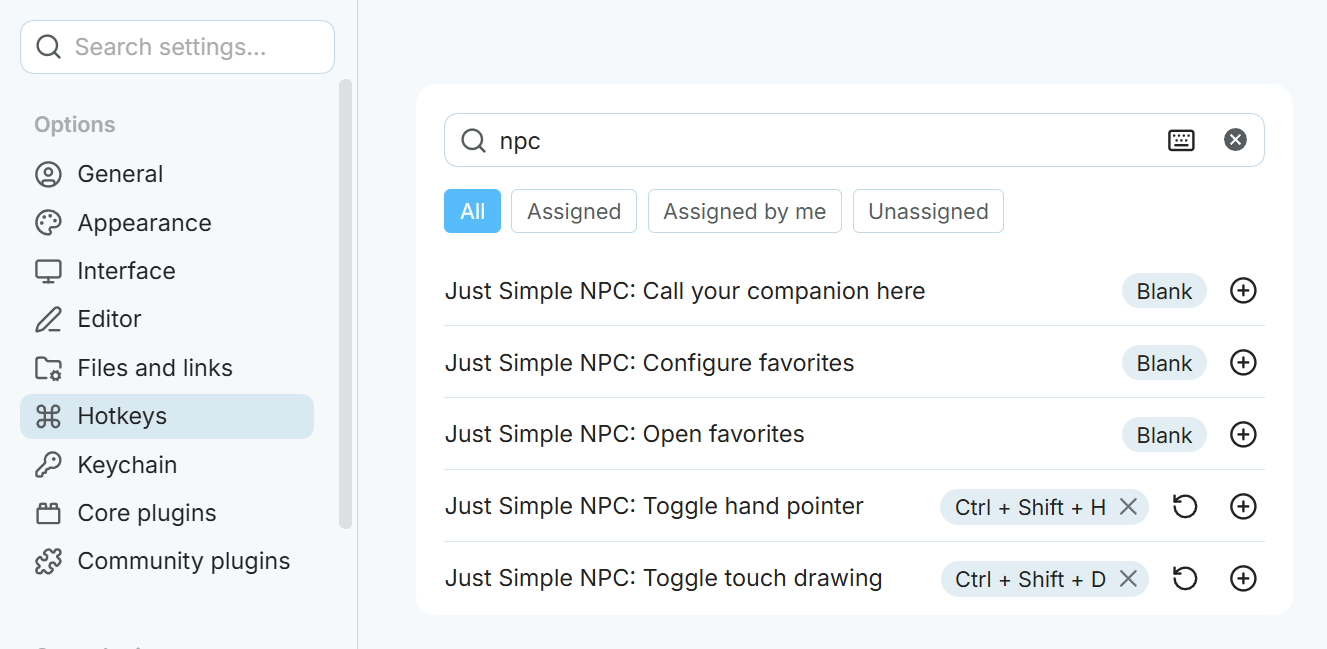 Search settings...
Options
General
Appearance
Interface
Editor
Files and links
Hotkeys
Keychain
Core plugins
Community plugins
npc
All Assigned Assigned by me Unassigned
Just Simple NPC: Call your companion here Blank
Just Simple NPC: Configure favorites Blank
Just Simple NPC: Open favorites Blank
Just Simple NPC: Toggle hand pointer Ctrl + Shift + H
Just Simple NPC: Toggle touch drawing Ctrl + Shift + D